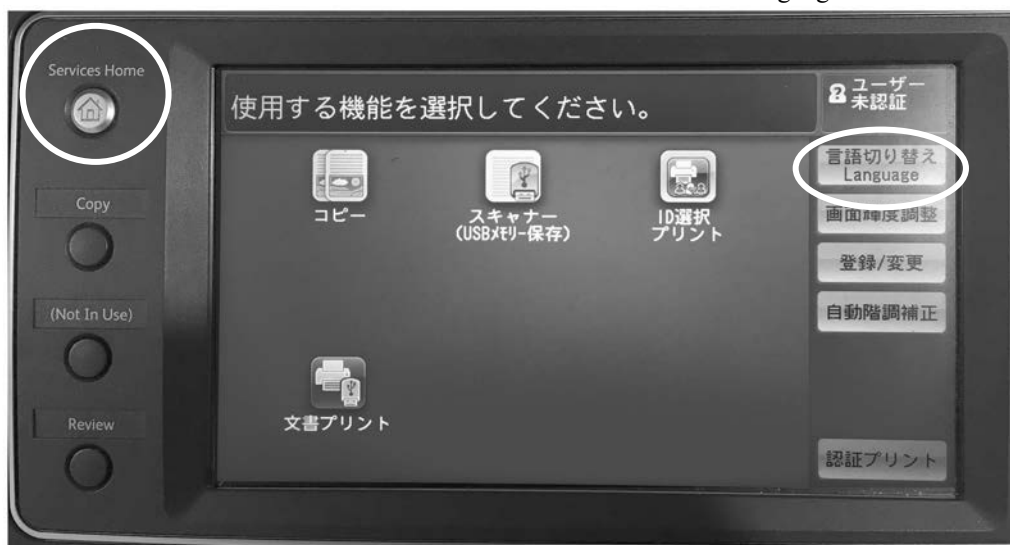 Services Home
Copy
(Not In Use)
Review
使用する機能を選択してください。
コピー
スキャナー
(USBメモリー保存)
ID選択
プリント
文書プリント
ユーザー
未認証
言語切り替え
Language
画面輝度調整
登録/変更
自動階調補正
認証プリント